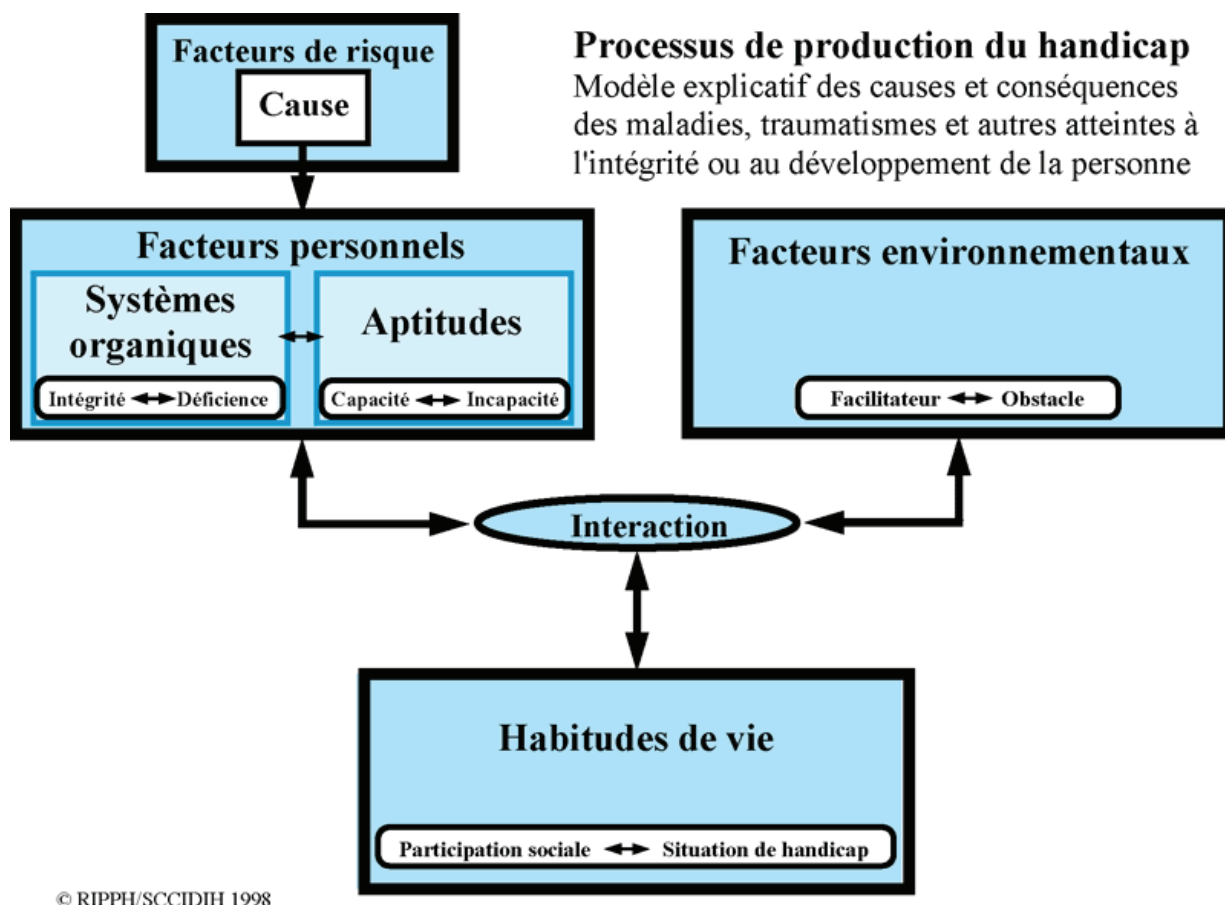 Facteurs de risque
Cause
Processus de production du handicap
Modèle explicatif des causes et conséquences
des maladies, traumatismes et autres atteintes à
l'intégrité ou au développement de la personne
Facteurs personnels
Systèmes
organiques
Intégrité Déficience
Aptitudes
Capacité Incapacité
Facteurs environnementaux
Facilitateur Obstacle
Interaction
Habitudes de vie
Participation sociale Situation de handicap
© RIPPH/SCCIDIH 1998